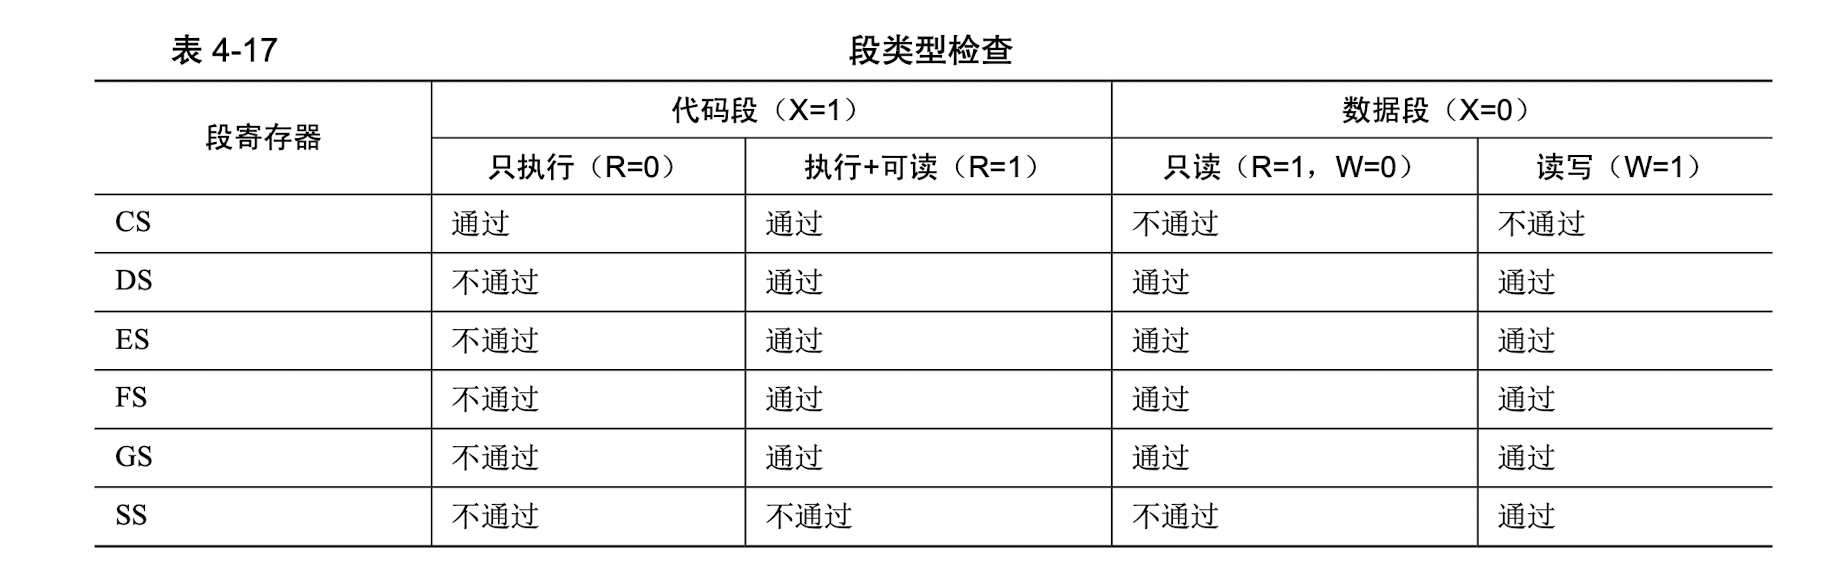 表 4-17 段类型检查
段寄存器 代码段（X=1） 数据段（X=0）
只执行（R=0） 执行+可读（R=1） 只读（R=1，W=0） 读写（W=1）
CS 通过 通过 不通过 不通过
DS 不通过 通过 通过 通过
ES 不通过 通过 通过 通过
FS 不通过 通过 通过 通过
GS 不通过 通过 通过 通过
SS 不通过 不通过 不通过 通过